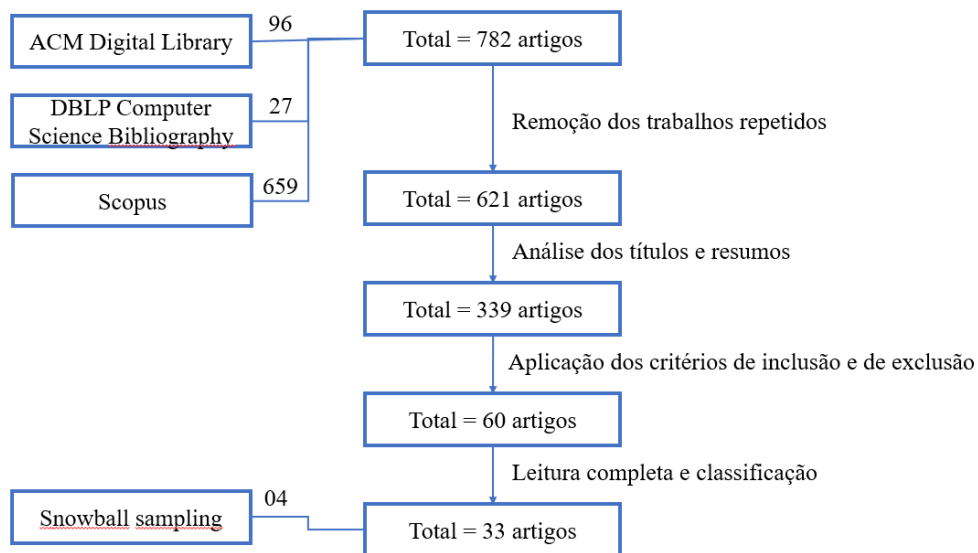 ACM Digital Library
96
Total = 782 artigos
DBLP Computer
Science Bibliography
27
Remoção dos trabalhos repetidos
Scopus
659
Total = 621 artigos
Análise dos títulos e resumos
Total = 339 artigos
Aplicação dos critérios de inclusão e de exclusão
Total = 60 artigos
Leitura completa e classificação
Snowball sampling
04
Total = 33 artigos